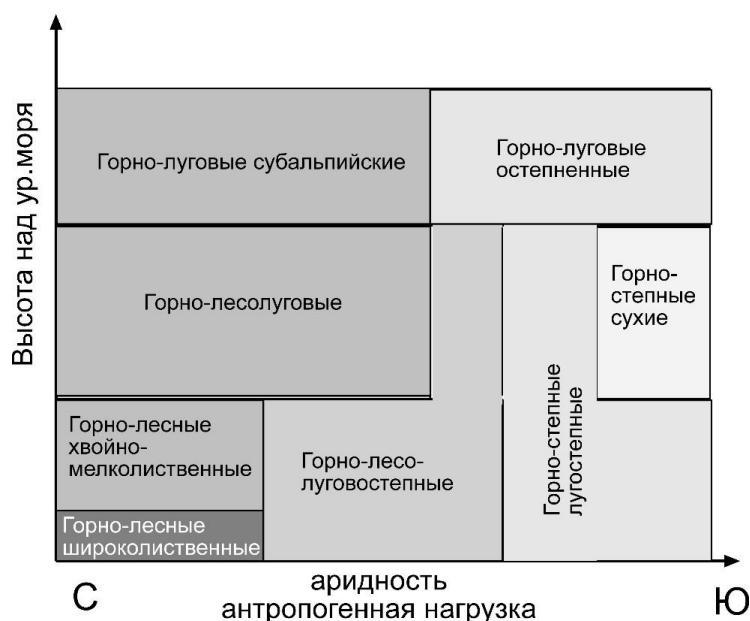 Высота над ур.моря
Горно-луговые субальпийские
Горно-луговые
остепненные
Горно-лесолуговые
Горно-
степные
сухие
Горно-лесные
хвойно-
мелколиственные
Горно-лесо-
луговостепные
Горно-степные
лугостепные
Горно-лесные
широколиственные
С
аридность
антропогенная нагрузка
Ю